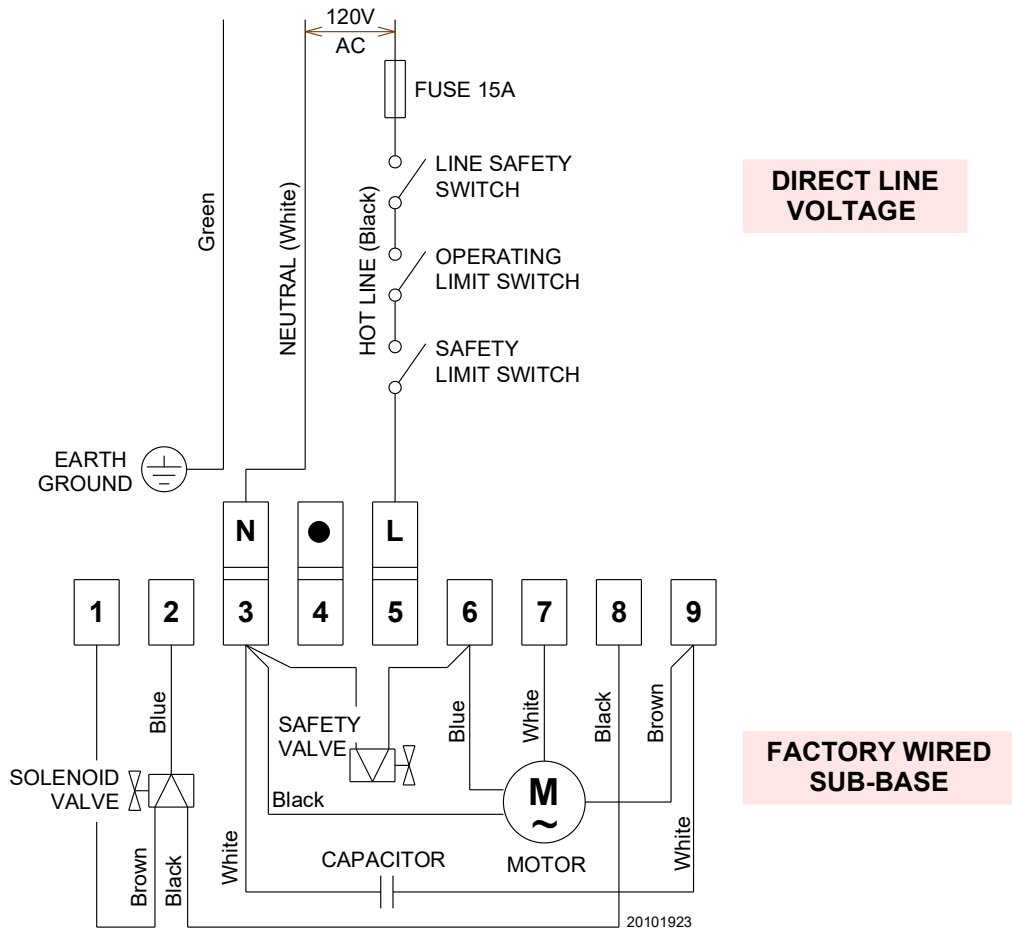 120V
AC
FUSE 15A
LINE SAFETY
SWITCH
DIRECT LINE
VOLTAGE
Green
NEUTRAL (White)
HOT LINE (Black)
OPERATING
LIMIT SWITCH
SAFETY
LIMIT SWITCH
EARTH
GROUND
N
L
1
2
3
4
5
6
7
8
9
Blue
SAFETY
VALVE
Blue
White
Black
Brown
SOLENOID
VALVE
Black
M
~
FACTORY WIRED
SUB-BASE
Brown
Black
White
CAPACITOR
MOTOR
White
20101923